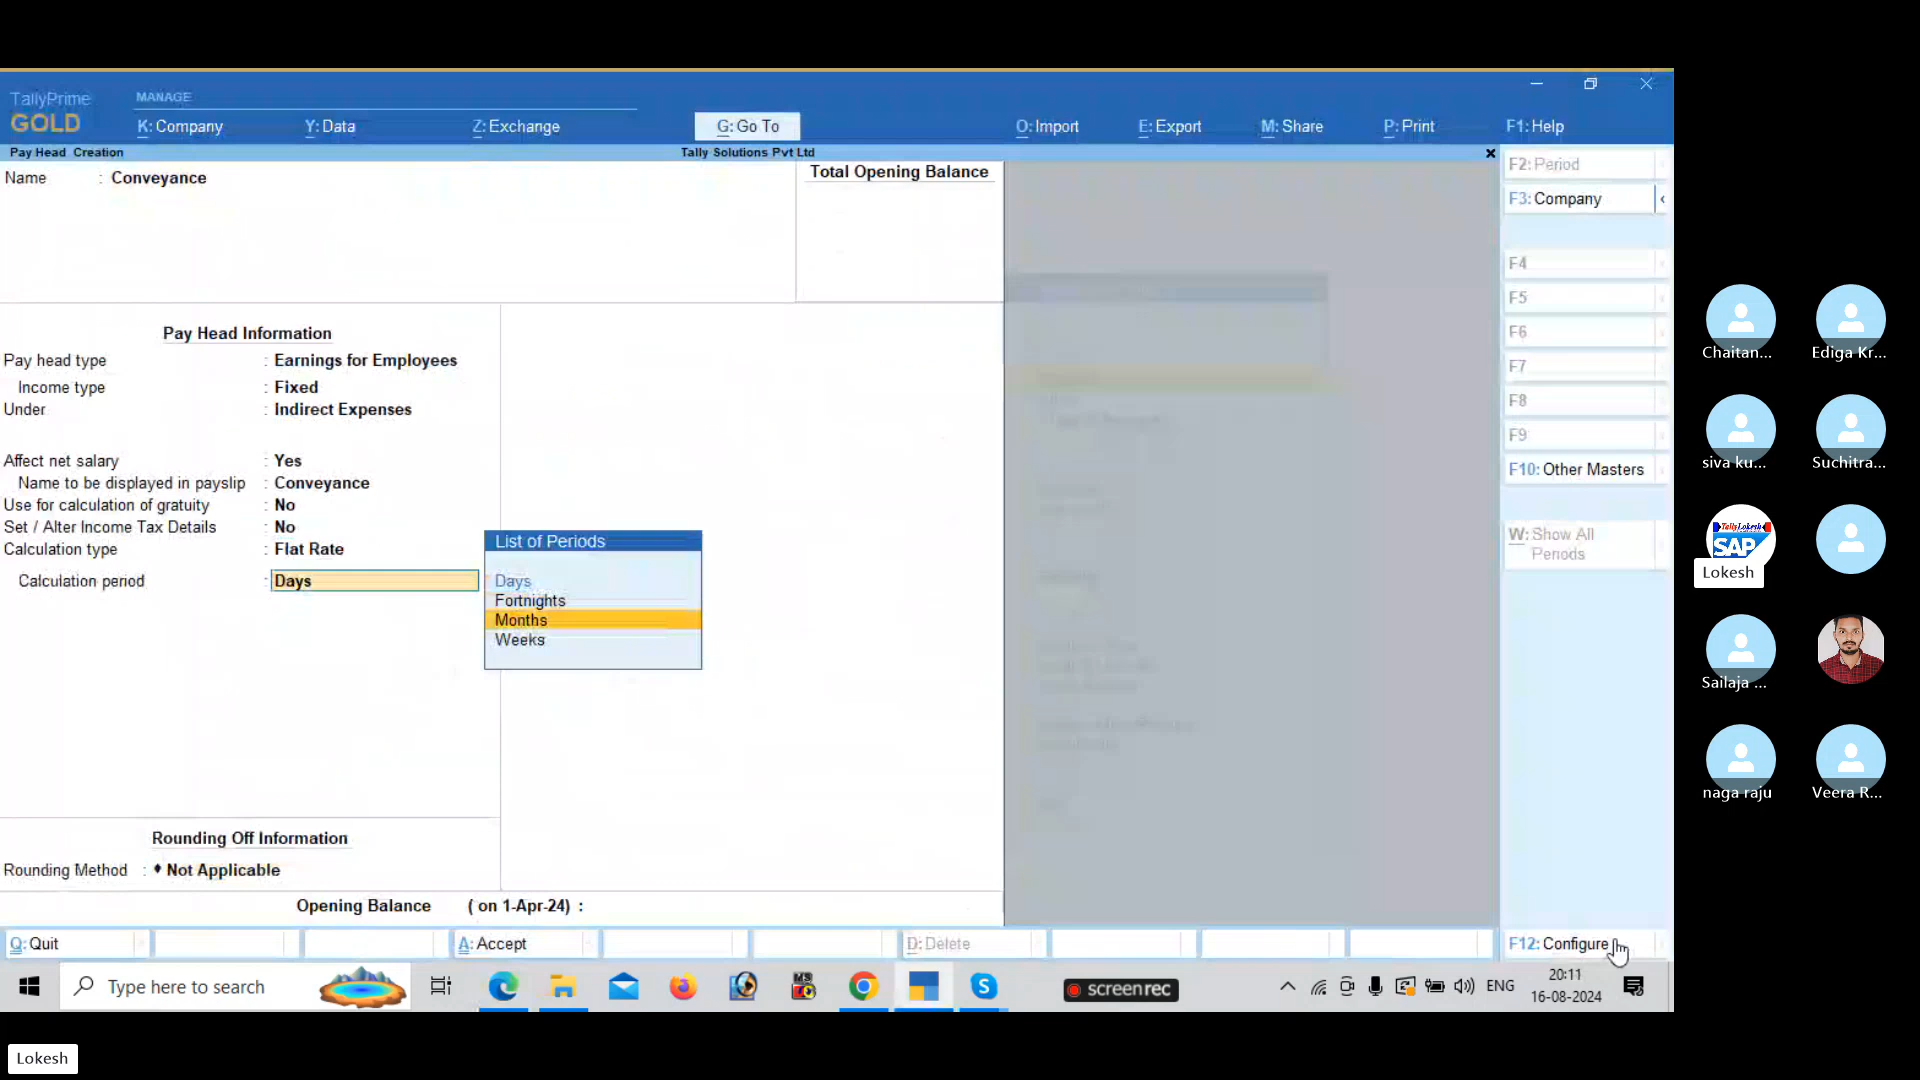 TallyPrime
GOLD
MANAGE
K: Company
Y: Data
Z: Exchange
G: Go To
O: Import
E: Export
M: Share
P: Print
F1: Help
Pay Head Creation
Tally Solutions Pvt Ltd
Name : Conveyance
Total Opening Balance
Pay Head Information
Pay head type : Earnings for Employees
Income type : Fixed
Under : Indirect Expenses
Affect net salary : Yes
Name to be displayed in payslip : Conveyance
Use for calculation of gratuity : No
Set / Alter Income Tax Details : No
Calculation type : Flat Rate
Calculation period : Days
List of Periods
Days
Fortnights
Months
Weeks
Rounding Off Information
Rounding Method : ♦ Not Applicable
Opening Balance ( on 1-Apr-24) :
F2: Period
F3: Company
F4
F5
F6
F7
F8
F9
F10: Other Masters
W: Show All
Periods
Q: Quit
A: Accept
D: Delete
F12: Configure
Type here to search
screenrec
ENG
20:11
16-08-2024
Chaitan...
Ediga Kr...
siva ku...
Suchitra...
Tally Lokesh
SAP
Lokesh
Sailaja ...
naga raju
Veera R...
Lokesh